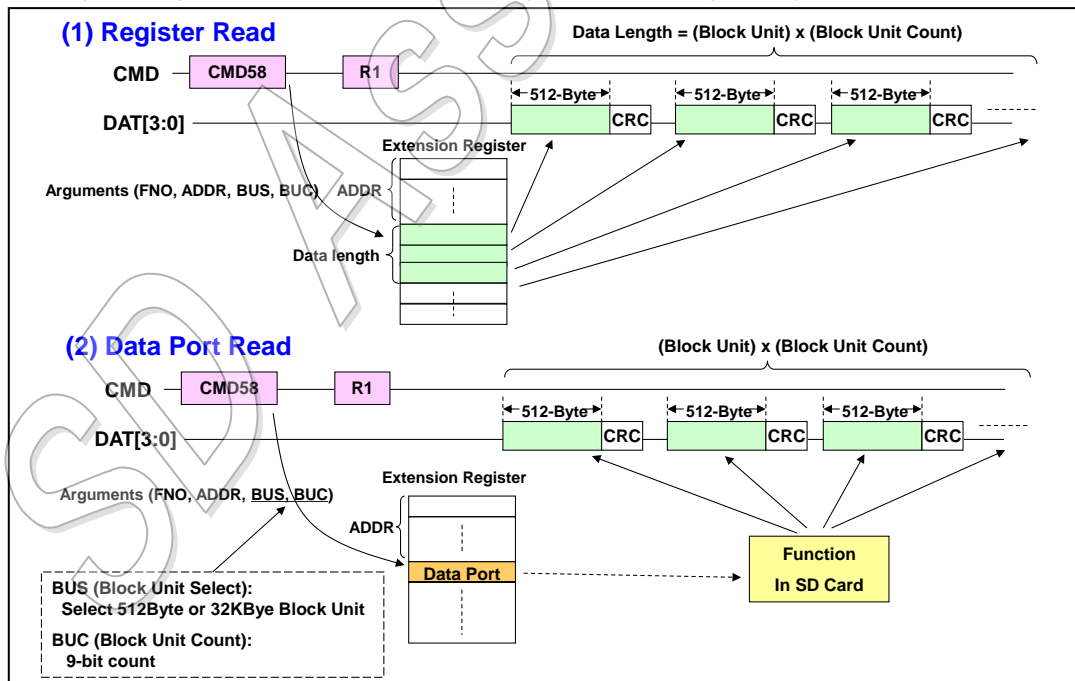 (1) Register Read
Data Length = (Block Unit) x (Block Unit Count)
CMD
CMD58
R1
512-Byte
512-Byte
512-Byte
DAT[3:0]
CRC
CRC
CRC
Extension Register
Arguments (FNO, ADDR, BUS, BUC)
ADDR
Data length
(2) Data Port Read
(Block Unit) x (Block Unit Count)
CMD
CMD58
R1
512-Byte
512-Byte
512-Byte
DAT[3:0]
CRC
CRC
CRC
Extension Register
Arguments (FNO, ADDR, BUS, BUC)
ADDR
Data Port
Function
In SD Card
BUS (Block Unit Select):
Select 512Byte or 32KBye Block Unit
BUC (Block Unit Count):
9-bit count
SD Ass